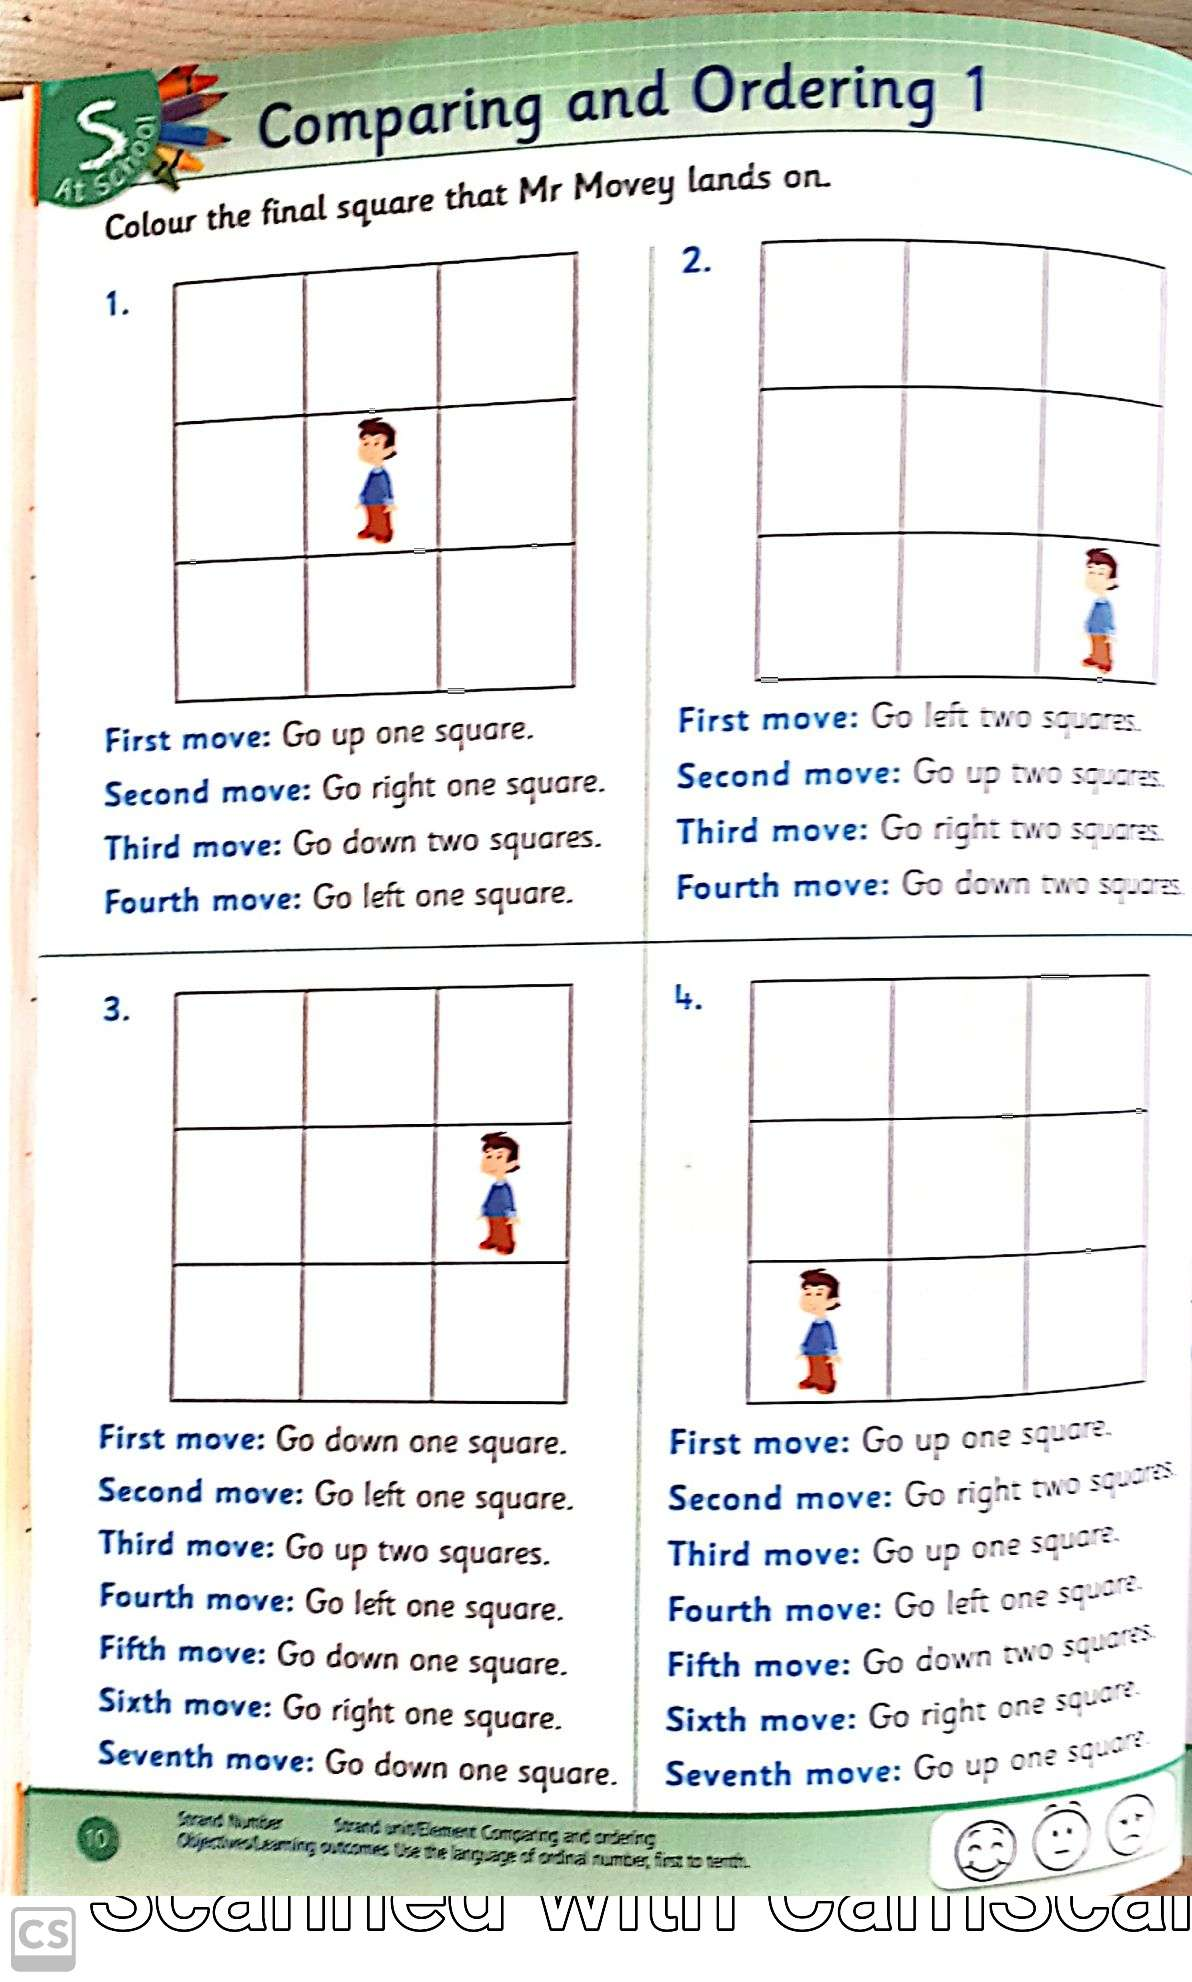 S
At School
Comparing and Ordering 1
Colour the final square that Mr Movey lands on.
1.
First move: Go up one square.
Second move: Go right one square.
Third move: Go down two squares.
Fourth move: Go left one square.
2.
First move: Go left two squares.
Second move: Go up two squares.
Third move: Go right two squares.
Fourth move: Go down two squares.
3.
First move: Go down one square.
Second move: Go left one square.
Third move: Go up two squares.
Fourth move: Go left one square.
Fifth move: Go down one square.
Sixth move: Go right one square.
Seventh move: Go down one square.
4.
First move: Go up one square.
Second move: Go right two squares.
Third move: Go up one square.
Fourth move: Go left one square.
Fifth move: Go down two squares.
Sixth move: Go right one square.
Seventh move: Go up one square.
10
Strand Number Strand unit/Element Comparing and ordering
Objectives/Learning outcomes Use the language of ordinal number, first to tenth.
CS Scanned with CamScan